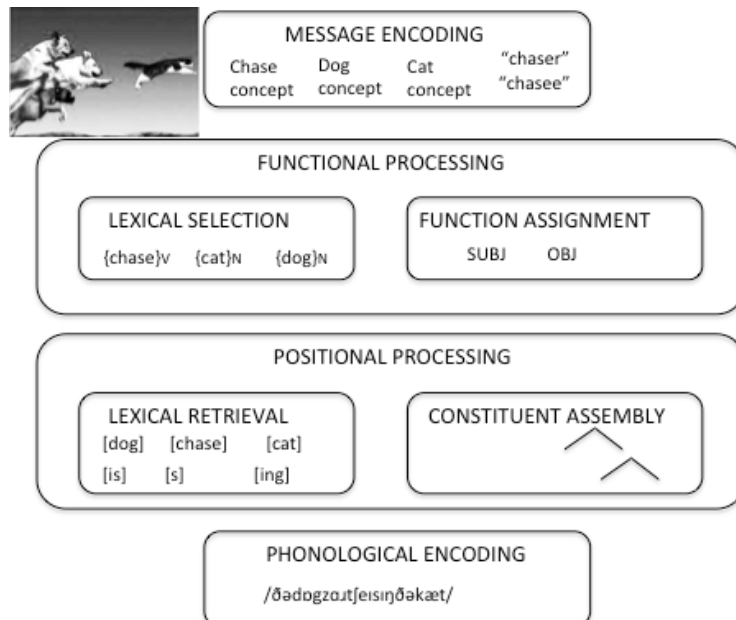 MESSAGE ENCODING
Chase concept
Dog concept
Cat concept
“chaser”
“chasee”
FUNCTIONAL PROCESSING
LEXICAL SELECTION
{chase}V {cat}N {dog}N
FUNCTION ASSIGNMENT
SUBJ OBJ
POSITIONAL PROCESSING
LEXICAL RETRIEVAL
[dog] [chase] [cat]
[is] [s] [ing]
CONSTITUENT ASSEMBLY
PHONOLOGICAL ENCODING
/ðədɒgzɑɹtʃeɪsɪŋðəkæt/